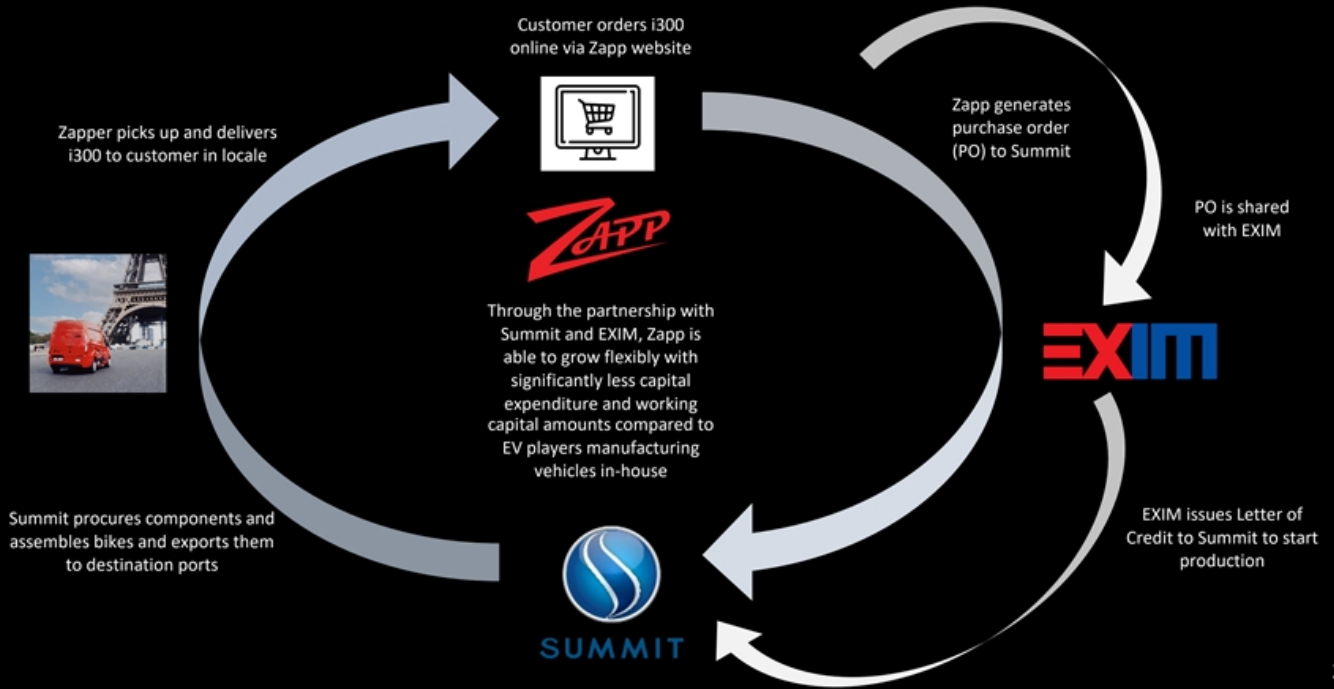 Customer orders i300
online via Zapp website
Zapper picks up and delivers
i300 to customer in locale
Zapp generates
purchase order
(PO) to Summit
PO is shared
with EXIM
ZAPP
Through the partnership with
Summit and EXIM, Zapp is
able to grow flexibly with
significantly less capital
expenditure and working
capital amounts compared to
EV players manufacturing
vehicles in-house
EXIM
Summit procures components and
assembles bikes and exports them
to destination ports
EXIM issues Letter of
Credit to Summit to start
production
SUMMIT